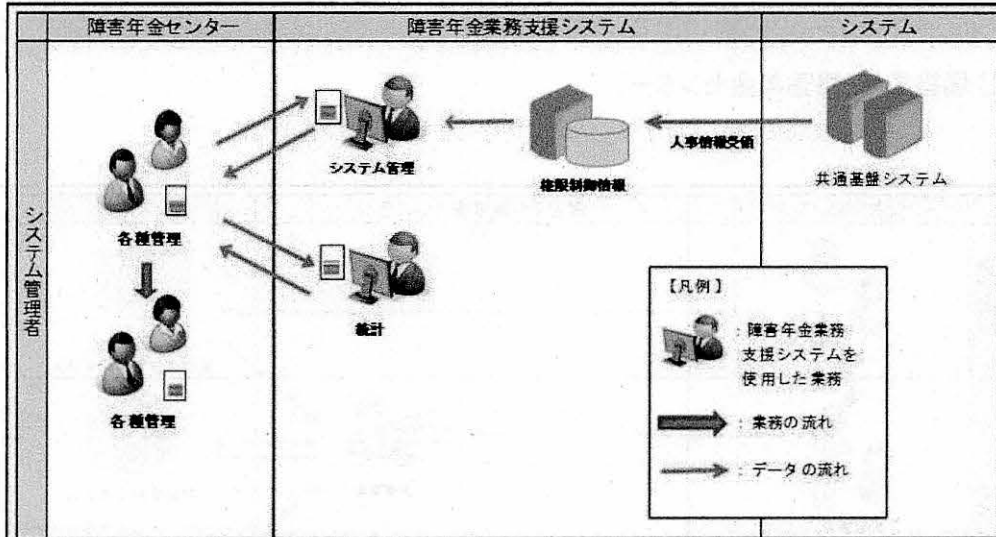 障害年金センター
障害年金業務支援システム
システム
システム管理者
各種管理
各種管理
システム管理
統計
権限制御情報
人事情報受領
共通基盤システム
【凡例】
：障害年金業務
支援システムを
使用した業務
：業務の流れ
：データの流れ